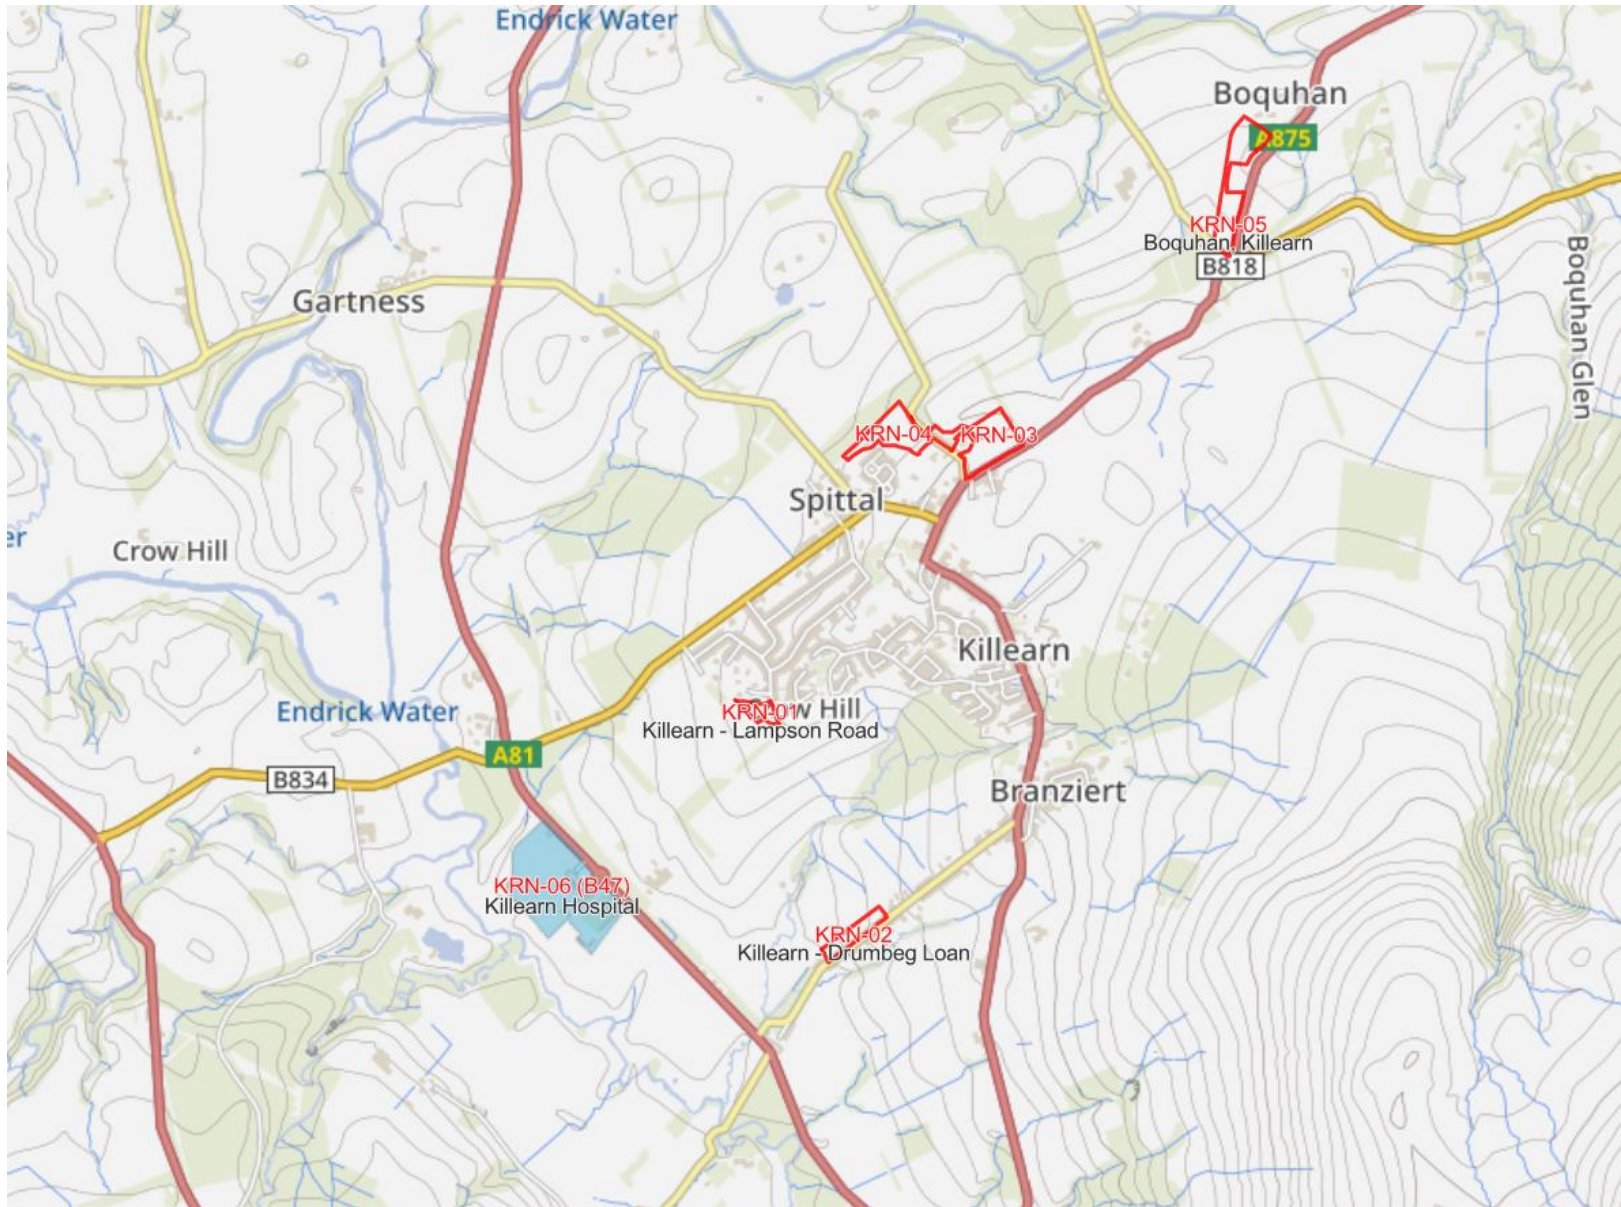 Endrick Water
Boquhan
A875
KRN-05
Boquhan, Killearn
B818
Boquhan Glen
Gartness
KRN-04
KRN-03
Spittal
er
Crow Hill
Killearn
Endrick Water
KRN-01
w Hill
Killearn - Lampson Road
A81
B834
Branziert
KRN-06 (B47)
Killearn Hospital
KRN-02
Killearn - Drumbeg Loan